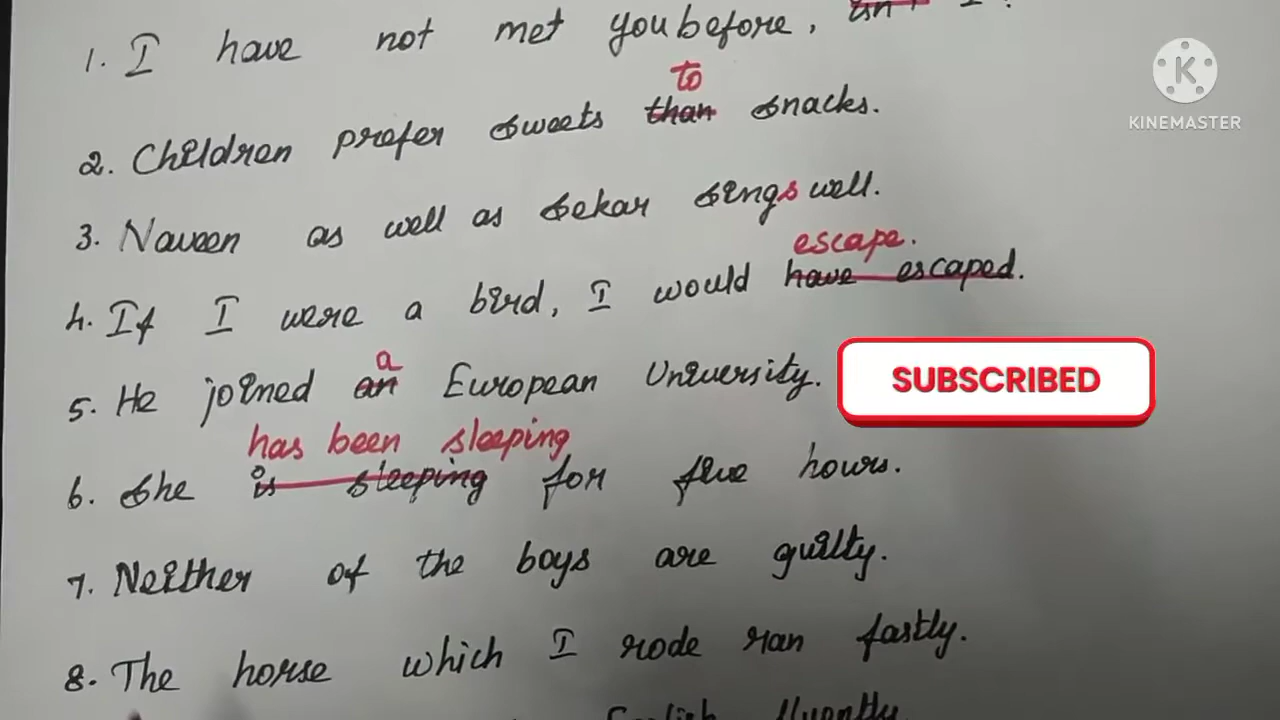 1. I have not met you before, I?
to
2. Children prefer sweets than snacks.
3. Naveen as well as Sekar sings well.
escape.
4. If I were a bird, I would have escaped.
a
5. He joined an European University.
has been sleeping
6. She is sleeping for five hours.
7. Neither of the boys are guilty.
8. The horse which I rode ran fastly.
English fluently.
KINEMASTER
SUBSCRIBED